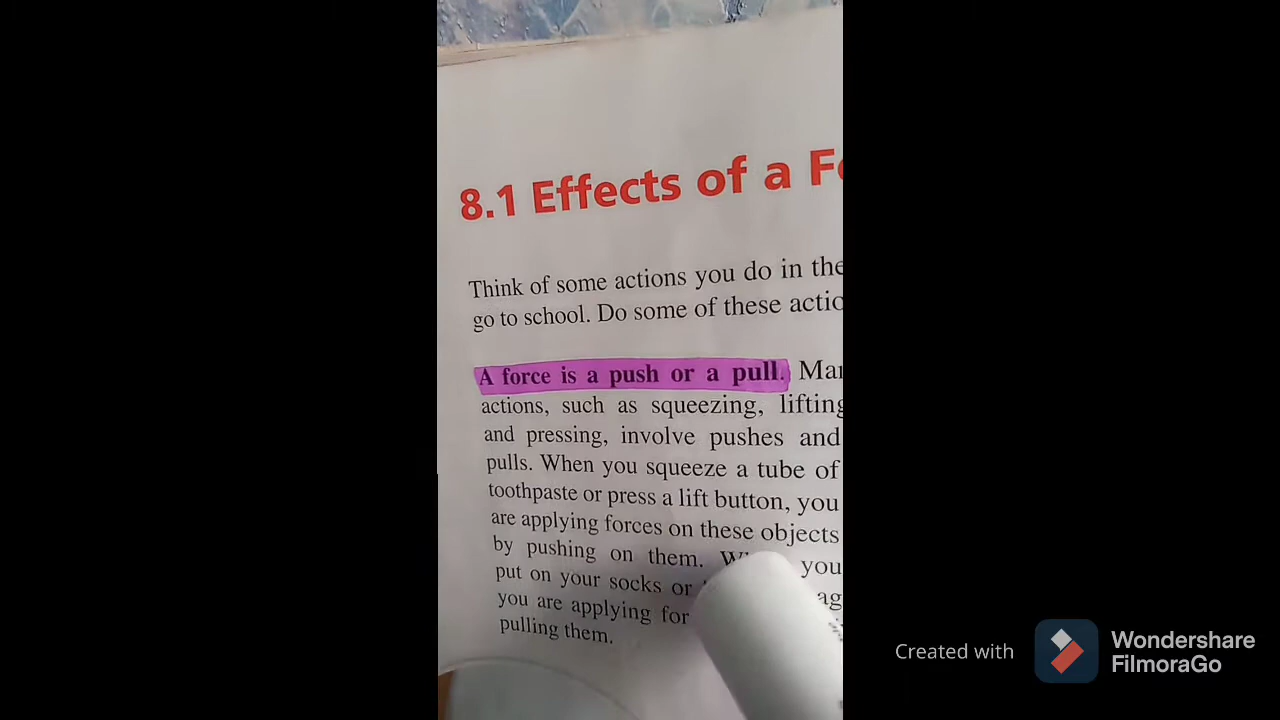 8.1 Effects of a
Think of some actions you do in the
go to school. Do some of these
A force is a push or a pull.
actions, such as squeezing, lifting
and pressing, involve pushes and
pulls. When you squeeze a tube of
toothpaste or press a lift button, you
are applying forces on these objects
by pushing on them. you
put on your socks or
you are applying
pulling them.
Created with
Wondershare
FilmoraGo